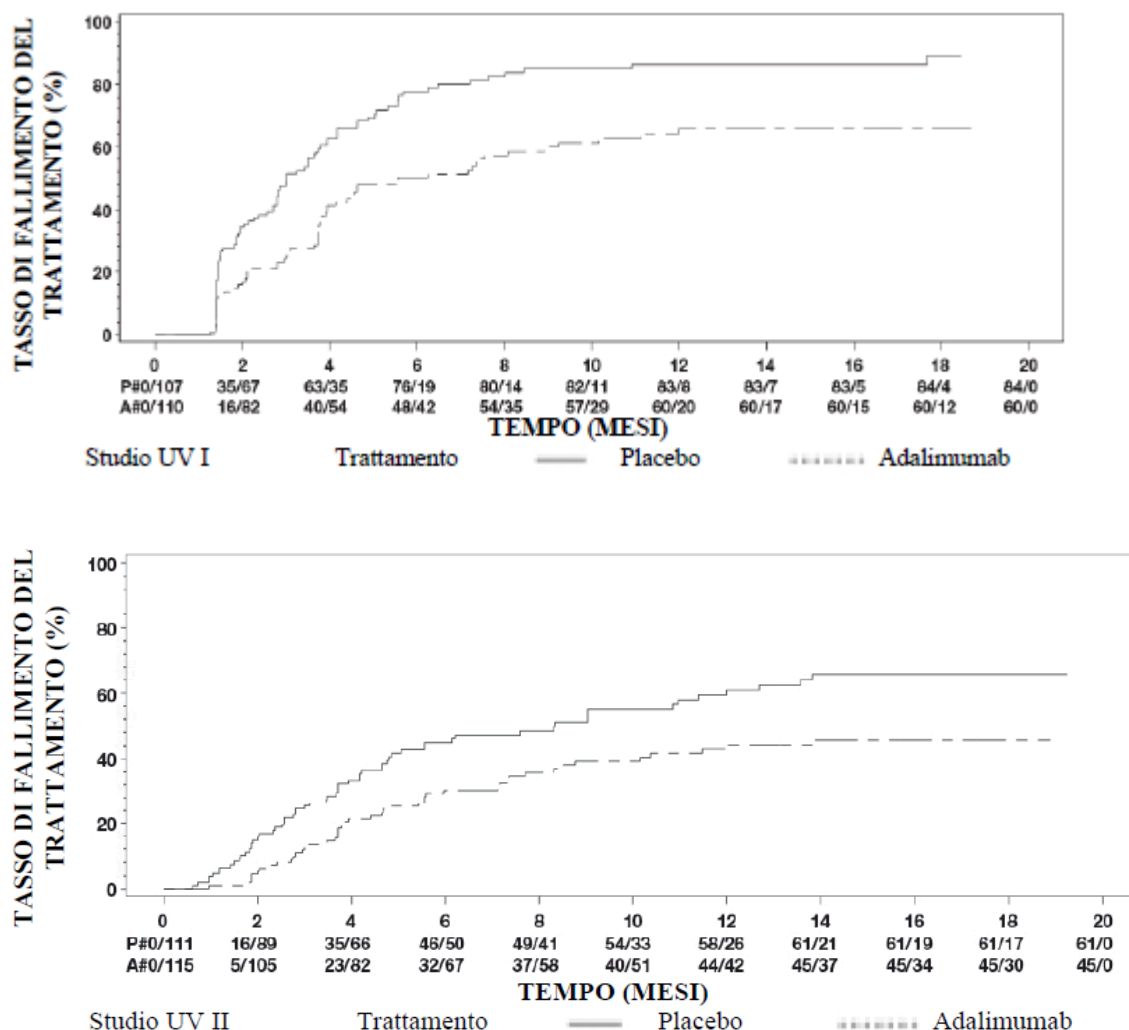 TASSO DI FALLIMENTO DEL
TRATTAMENTO (%)
100
80
60
40
20
0
0 2 4 6 8 10 12 14 16 18 20
P#0/107 35/67 63/35 76/19 80/14 82/11 83/8 83/7 83/5 84/4 84/0
A#0/110 16/82 40/54 48/42 54/35 57/29 60/20 60/17 60/15 60/12 60/0
TEMPO (MESI)
Studio UV I Trattamento Placebo Adalimumab
TASSO DI FALLIMENTO DEL
TRATTAMENTO (%)
100
80
60
40
20
0
0 2 4 6 8 10 12 14 16 18 20
P#0/111 16/89 35/66 46/50 49/41 54/33 58/26 61/21 61/19 61/17 61/0
A#0/115 5/105 23/82 32/67 37/58 40/51 44/42 45/37 45/34 45/30 45/0
TEMPO (MESI)
Studio UV II Trattamento Placebo Adalimumab